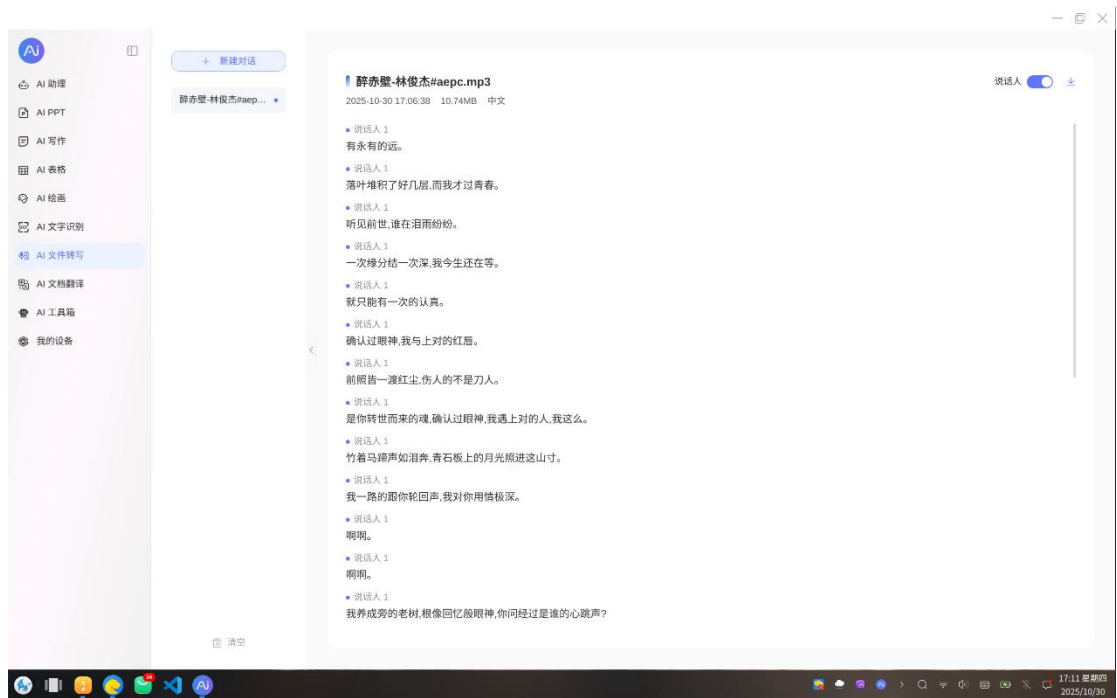 AI 助理
AI PPT
AI 写作
AI 表格
AI 绘画
AI 文字识别
AI 文件转写
AI 文档翻译
AI 工具箱
我的设备
+ 新建对话
醉赤壁-林俊杰#aep...
清空
醉赤壁-林俊杰#aepc.mp3
说话人
2025-10-30 17:06:38 10.74MB 中文
说话人 1
有永有的远。
说话人 1
落叶堆积了好几层,而我才过青春。
说话人 1
听见前世,谁在泪雨纷纷。
说话人 1
一次缘分结一次深,我今生还在等。
说话人 1
就只能有一次的认真。
说话人 1
确认过眼神,我与上对的红唇。
说话人 1
前照皆一渡红尘,伤人的不是刀人。
说话人 1
是你转世而来的魂,确认过眼神,我遇上对的人,我这么。
说话人 1
竹着马蹄声如泪奔,青石板上的月光照进这山寸。
说话人 1
我一路的跟你轮回声,我对你用情极深。
说话人 1
啊啊。
说话人 1
啊啊。
说话人 1
我养成旁的老树,根像回忆般眼神,你问经过是谁的心跳声?
17:11 星期四
2025/10/30